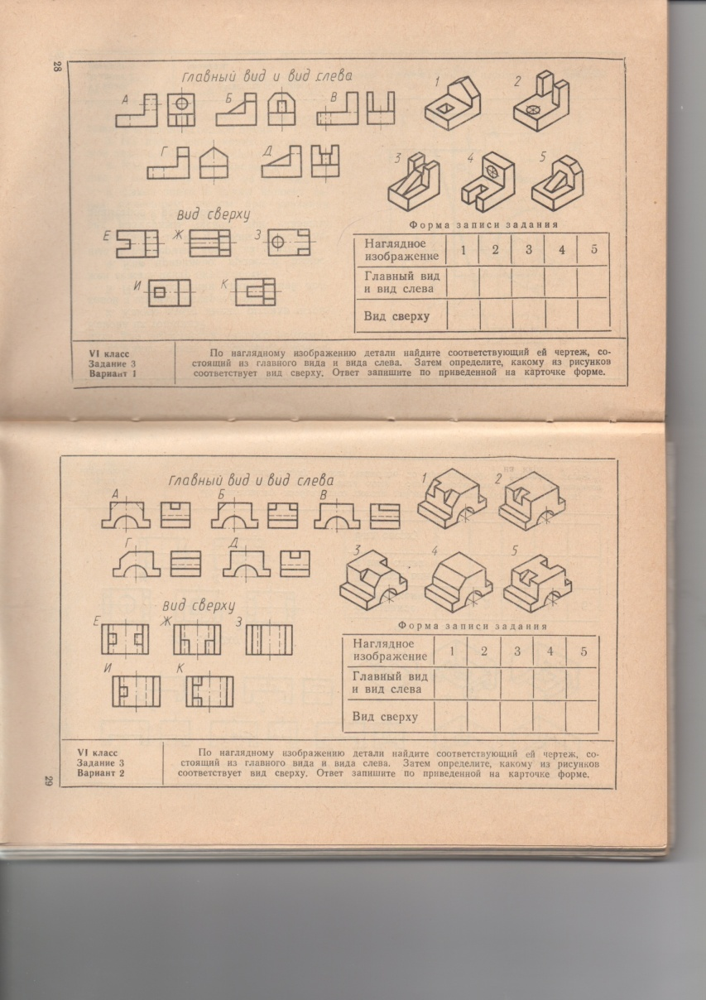 28
Главный вид и вид слева
А
Б
В
1
2
Г
Д
3
4
5
Вид сверху
Е
Ж
З
И
К
Форма записи задания
Наглядное изображение 1 2 3 4 5
Главный вид и вид слева
Вид сверху
VI класс
Задание 3
Вариант 1
По наглядному изображению детали найдите соответствующий ей чертеж, со-
стоящий из главного вида и вида слева. Затем определите, какому из рисунков
соответствует вид сверху. Ответ запишите по приведенной на карточке форме.
Главный вид и вид слева
А
Б
В
1
2
Г
Д
3
4
5
Вид сверху
Е
Ж
З
И
К
Форма записи задания
Наглядное изображение 1 2 3 4 5
Главный вид и вид слева
Вид сверху
VI класс
Задание 3
Вариант 2
По наглядному изображению детали найдите соответствующий ей чертеж, со-
стоящий из главного вида и вида слева. Затем определите, какому из рисунков
соответствует вид сверху. Ответ запишите по приведенной на карточке форме.
29